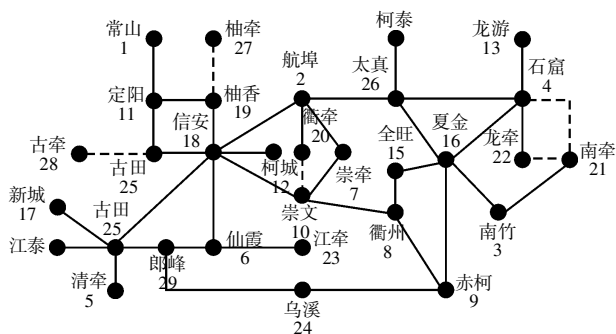 常山
1
柚牵
27
航埠
2
柯泰
太真
26
龙游
13
石窟
4
定阳
11
柚香
19
信安
18
衢牵
20
全旺
15
夏金
16
龙牵
22
南牵
21
古牵
28
古田
25
柯城
12
崇牵
7
新城
17
古田
25
崇文
10
衢州
8
南竹
3
江泰
郎峰
29
仙霞
6
江牵
23
清牵
5
乌溪
24
赤柯
9